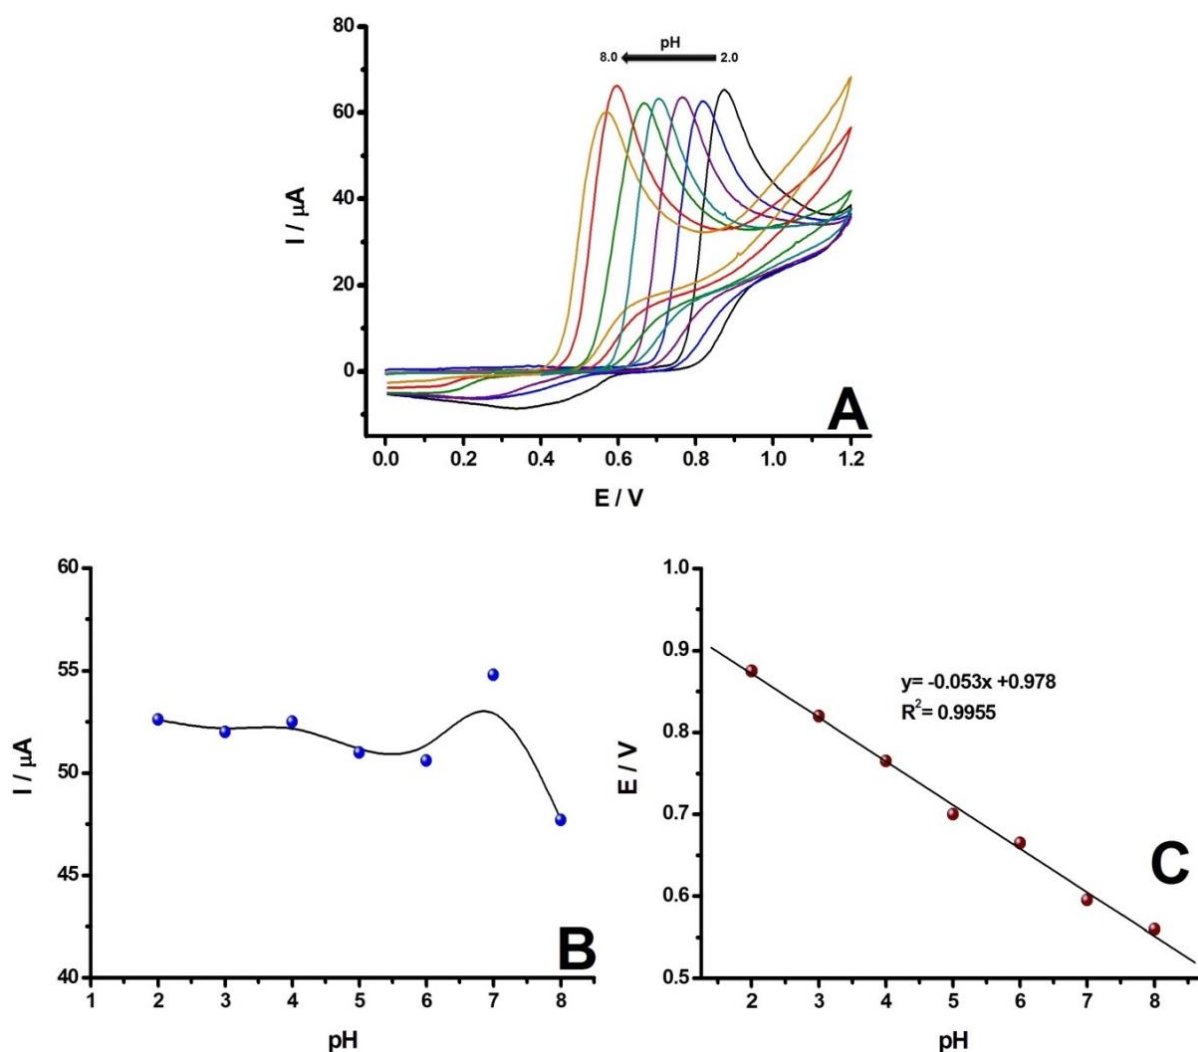 80
pH
8.0 2.0
60
I / μA
40
20
0
A
0.0 0.2 0.4 0.6 0.8 1.0 1.2
E / V
60
55
I / μA
50
45
40
B
1 2 3 4 5 6 7 8
pH
1.0
0.9
y= -0.053x +0.978
R²= 0.9955
0.8
E / V
0.7
C
0.6
0.5
2 3 4 5 6 7 8
pH